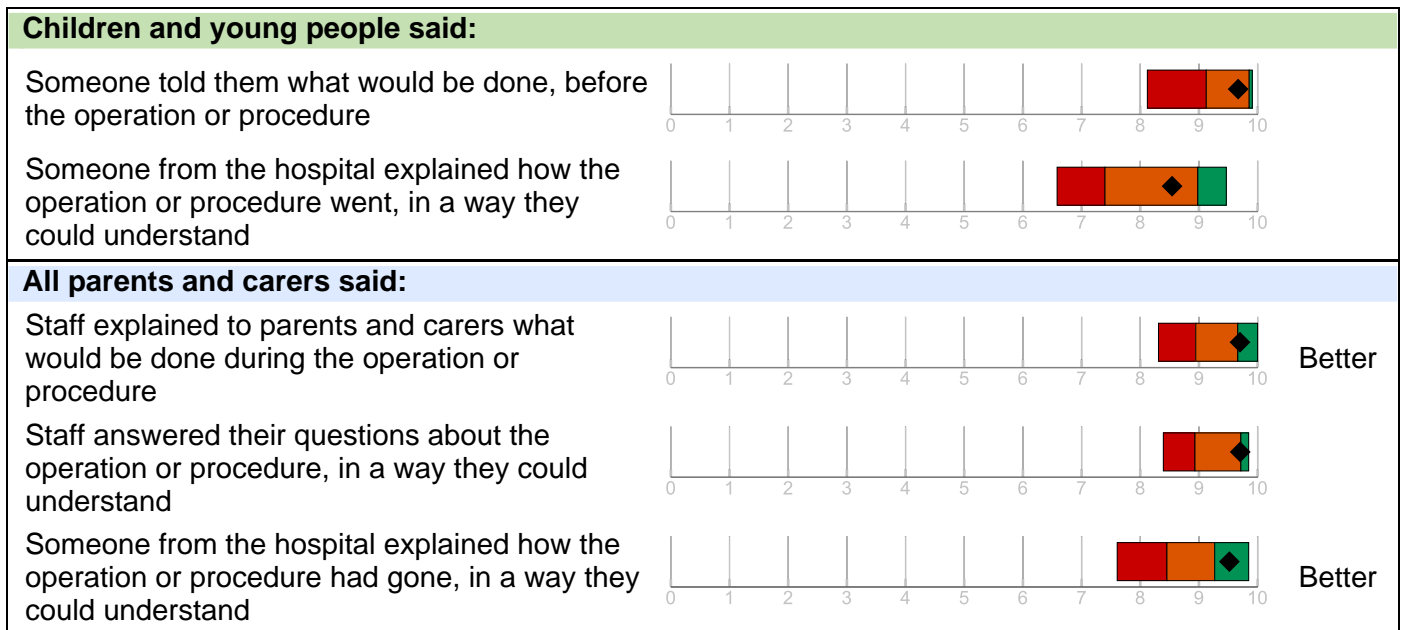 Children and young people said:
Someone told them what would be done, before
the operation or procedure
0 1 2 3 4 5 6 7 8 9 10
Someone from the hospital explained how the
operation or procedure went, in a way they
could understand
0 1 2 3 4 5 6 7 8 9 10
All parents and carers said:
Staff explained to parents and carers what
would be done during the operation or
procedure
0 1 2 3 4 5 6 7 8 9 10
Better
Staff answered their questions about the
operation or procedure, in a way they could
understand
0 1 2 3 4 5 6 7 8 9 10
Someone from the hospital explained how the
operation or procedure had gone, in a way they
could understand
0 1 2 3 4 5 6 7 8 9 10
Better